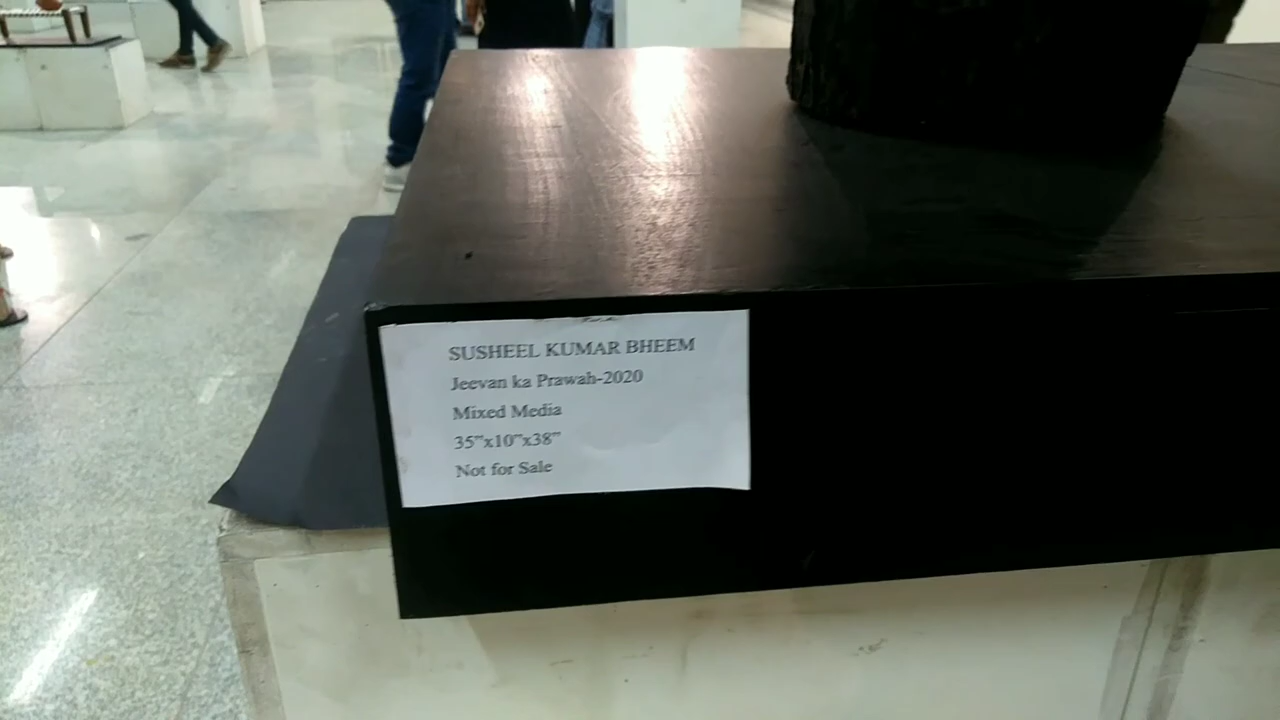 SUSHEEL KUMAR BHEEM
Jeevan ka Prawah-2020
Mixed Media
35"x10"x38"
Not for Sale